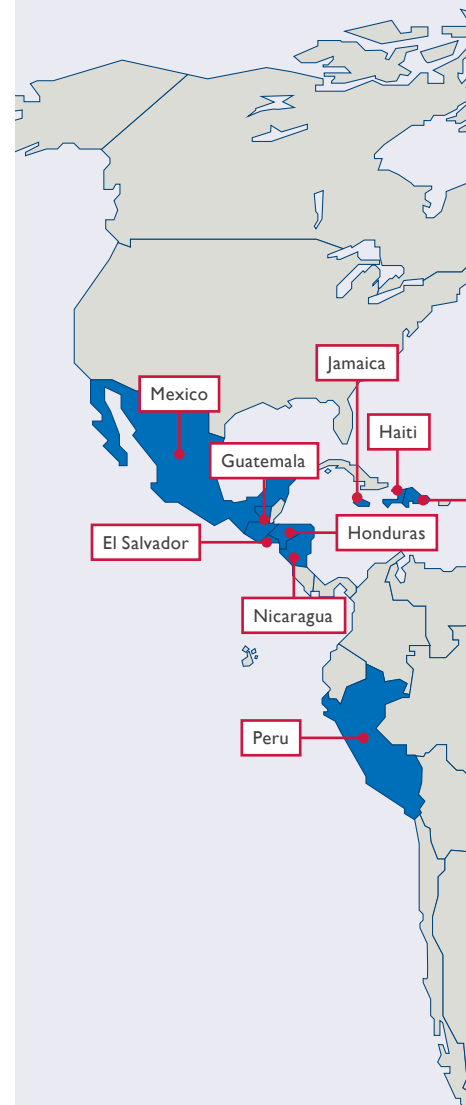 Jamaica
Mexico
Haiti
Guatemala
Honduras
El Salvador
Nicaragua
Peru